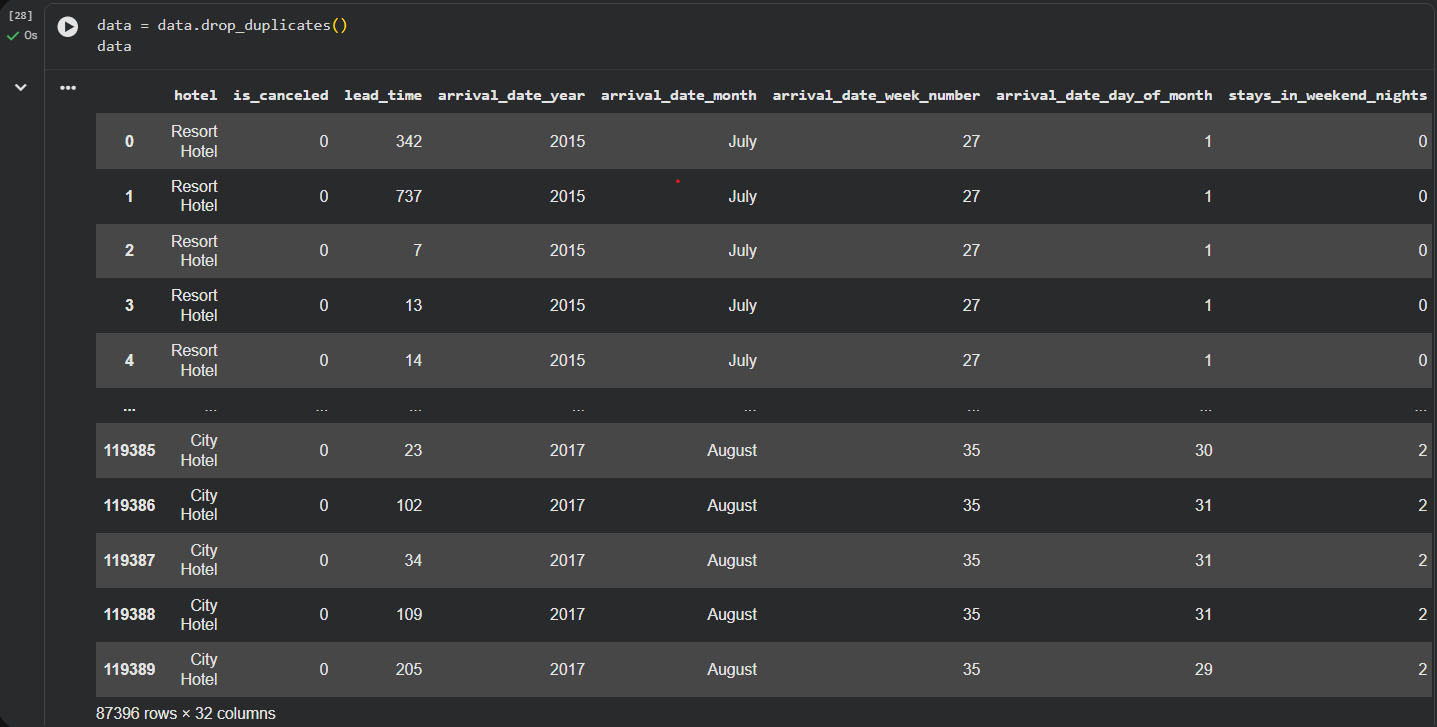 [28]
0s
data = data.drop_duplicates()
data
hotel is_canceled lead_time arrival_date_year arrival_date_month arrival_date_week_number arrival_date_day_of_month stays_in_weekend_nights
0 Resort Hotel 0 342 2015 July 27 1 0
1 Resort Hotel 0 737 2015 July 27 1 0
2 Resort Hotel 0 7 2015 July 27 1 0
3 Resort Hotel 0 13 2015 July 27 1 0
4 Resort Hotel 0 14 2015 July 27 1 0
... ... ... ... ... ... ... ... ...
119385 City Hotel 0 23 2017 August 35 30 2
119386 City Hotel 0 102 2017 August 35 31 2
119387 City Hotel 0 34 2017 August 35 31 2
119388 City Hotel 0 109 2017 August 35 31 2
119389 City Hotel 0 205 2017 August 35 29 2
87396 rows × 32 columns